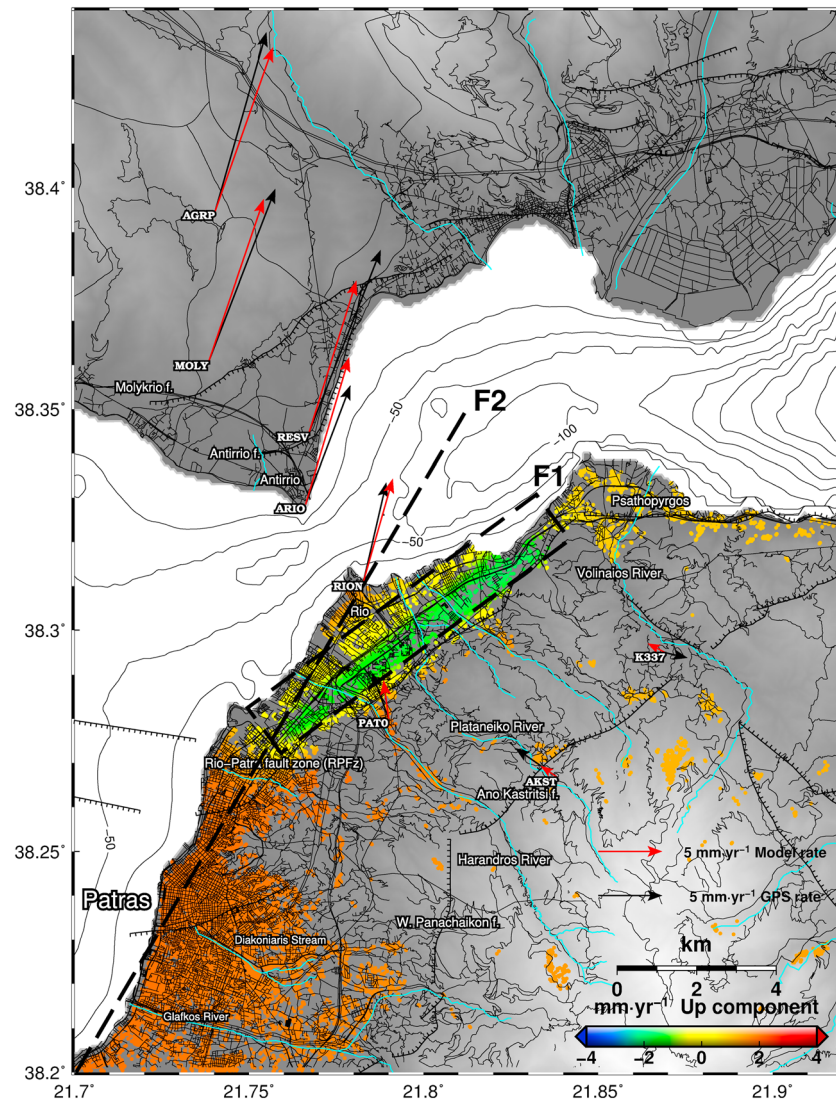 38.4°
AGRP
MOLY
Molykrio f.
38.35°
-50
F2
RESV
-100
Antirrio f.
Antirrio
F1
ARIO
Psathopyrgos
-50
RION
Volinaios River
Rio
38.3°
K337
PAT0
Plataneiko River
Rio-Patra fault zone (RPFz)
AKST
Ano Kastritsi f.
-50
38.25°
5 mm·yr⁻¹ Model rate
Harandros River
Patras
5 mm·yr⁻¹ GPS rate
W. Panachaikon f.
Diakoniaris Stream
km
0 2 4
Glafkos River
mm·yr⁻¹ Up component
38.2°
-4 -2 0 2 4
21.7° 21.75° 21.8° 21.85° 21.9°